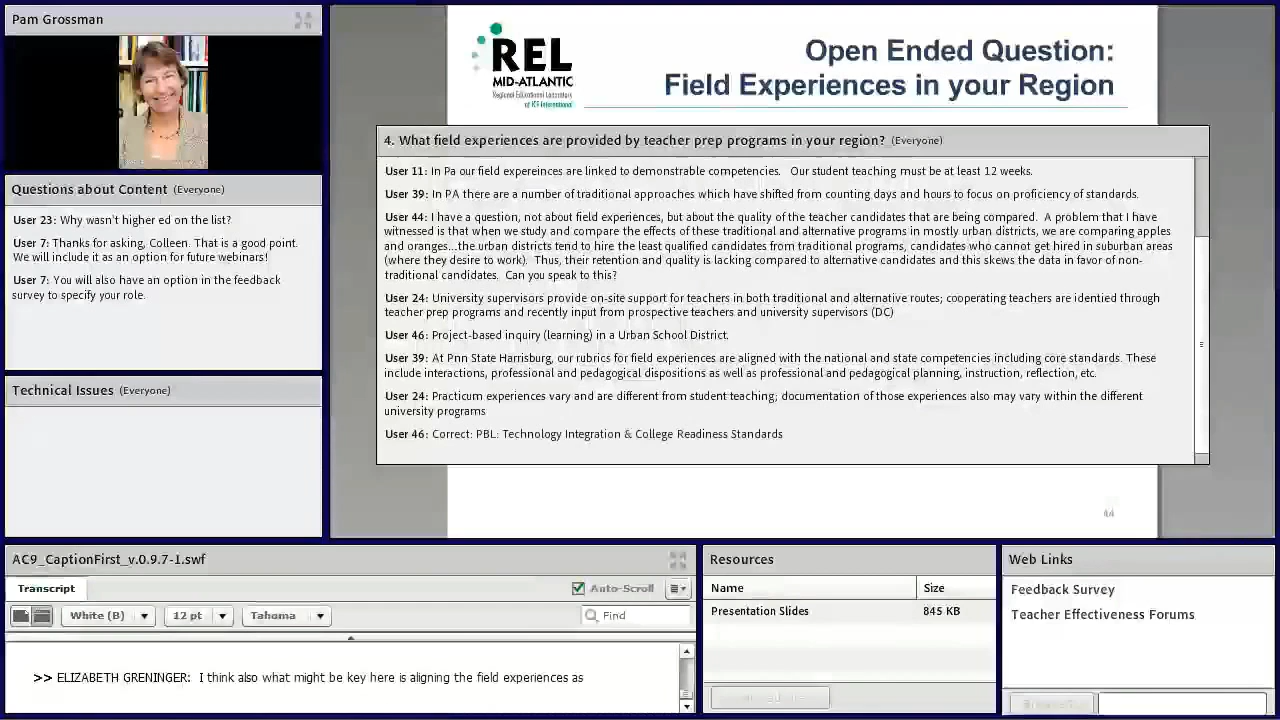 Pam Grossman
Questions about Content (Everyone)
User 23: Why wasn't higher ed on the list?
User 7: Thanks for asking, Colleen. That is a good point.
We will include it as an option for future webinars!
User 7: You will also have an option in the feedback
survey to specify your role.
Technical Issues (Everyone)
REL
MID-ATLANTIC
Regional Educational Laboratory
at ICF International
Open Ended Question:
Field Experiences in your Region
4. What field experiences are provided by teacher prep programs in your region? (Everyone)
User 11: In Pa our field expereinces are linked to demonstrable competencies. Our student teaching must be at least 12 weeks.
User 39: In PA there are a number of traditional approaches which have shifted from counting days and hours to focus on proficiency of standards.
User 44: I have a question, not about field experiences, but about the quality of the teacher candidates that are being compared. A problem that I have
witnessed is that when we study and compare the effects of these traditional and alternative programs in mostly urban districts, we are comparing apples
and oranges...the urban districts tend to hire the least qualified candidates from traditional programs, candidates who cannot get hired in suburban areas
(where they desire to work). Thus, their retention and quality is lacking compared to alternative candidates and this skews the data in favor of non-
traditional candidates. Can you speak to this?
User 24: University supervisors provide on-site support for teachers in both traditional and alternative routes; cooperating teachers are identied through
teacher prep programs and recently input from prospective teachers and university supervisors (DC)
User 46: Project-based inquiry (learning) in a Urban School District.
User 39: At Pnn State Harrisburg, our rubrics for field experiences are aligned with the national and state competencies including core standards. These
include interactions, professional and pedagogical dispositions as well as professional and pedagogical planning, instruction, reflection, etc.
User 24: Practicum experiences vary and are different from student teaching; documentation of those experiences also may vary within the different
university programs
User 46: Correct: PBL: Technology Integration & College Readiness Standards
44
AC9_CaptionFirst_v.0.9.7-1.swf
Transcript
Auto-Scroll
White (B)
12 pt
Tahoma
Find
>> ELIZABETH GRENINGER: I think also what might be key here is aligning the field experiences as
Resources
Name
Size
Presentation Slides
845 KB
Web Links
Feedback Survey
Teacher Effectiveness Forums